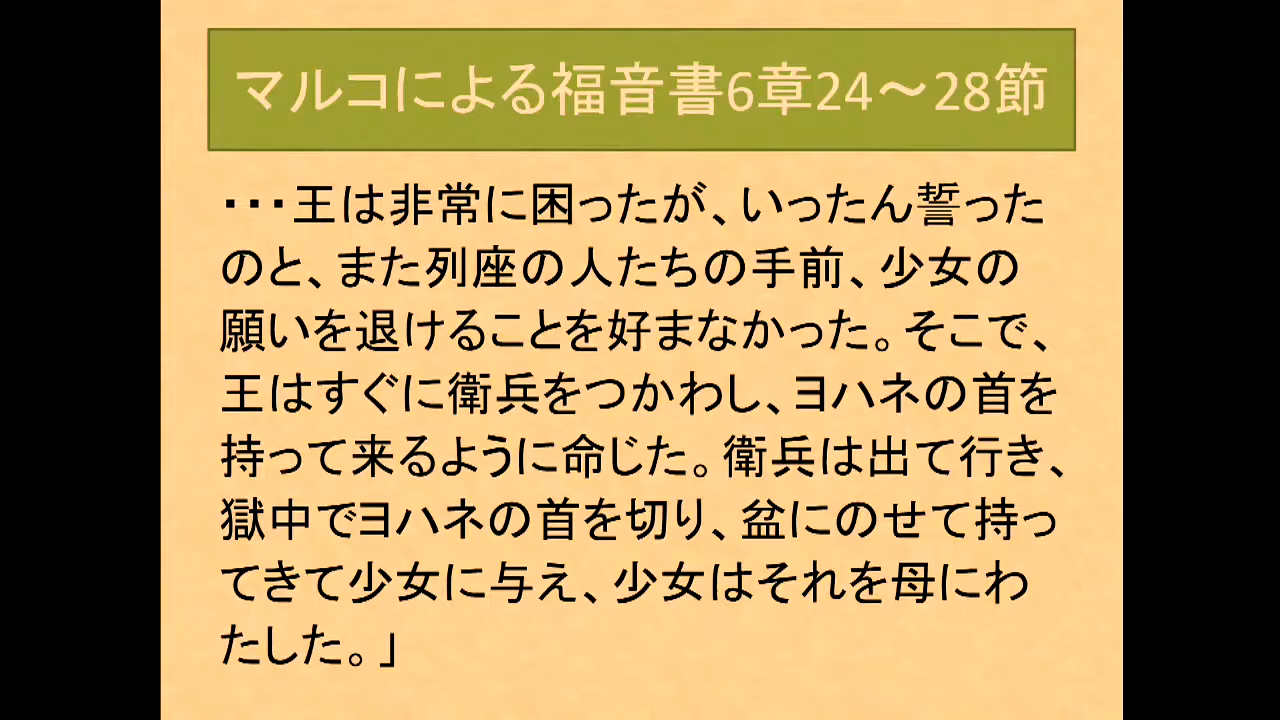 マルコによる福音書6章24～28節
・・・王は非常に困ったが、いったん誓った
のと、また列座の人たちの手前、少女の
願いを退けることを好まなかった。そこで、
王はすぐに衛兵をつかわし、ヨハネの首を
持って来るように命じた。衛兵は出て行き、
獄中でヨハネの首を切り、盆にのせて持っ
てきて少女に与え、少女はそれを母にわ
たした。」